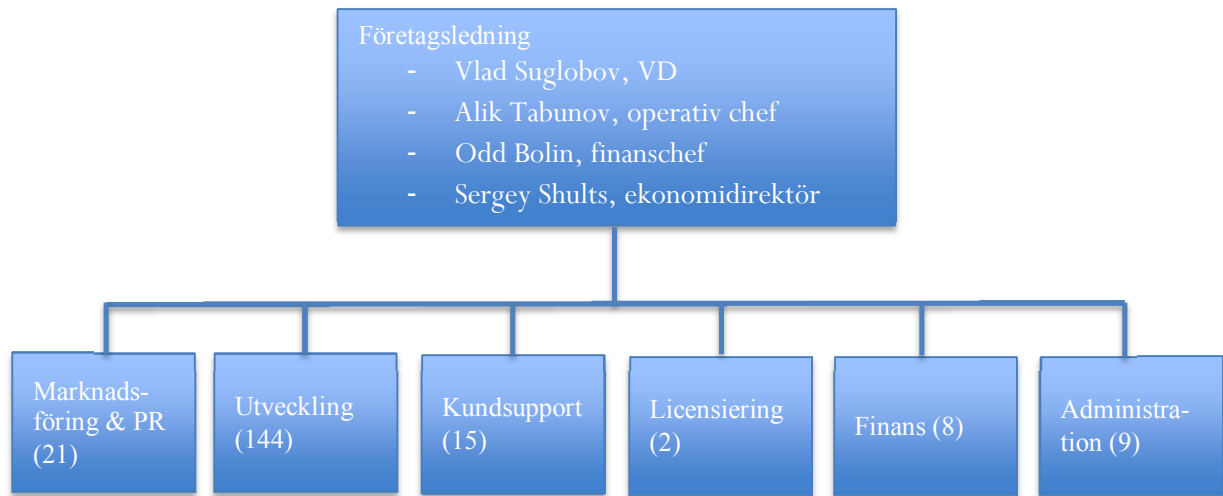 Företagsledning
- Vlad Suglobov, VD
- Alik Tabunov, operativ chef
- Odd Bolin, finanschef
- Sergey Shults, ekonomidirektör
Marknads-
föring & PR
(21)
Utveckling
(144)
Kundsupport
(15)
Licensiering
(2)
Finans (8)
Administra-
tion (9)